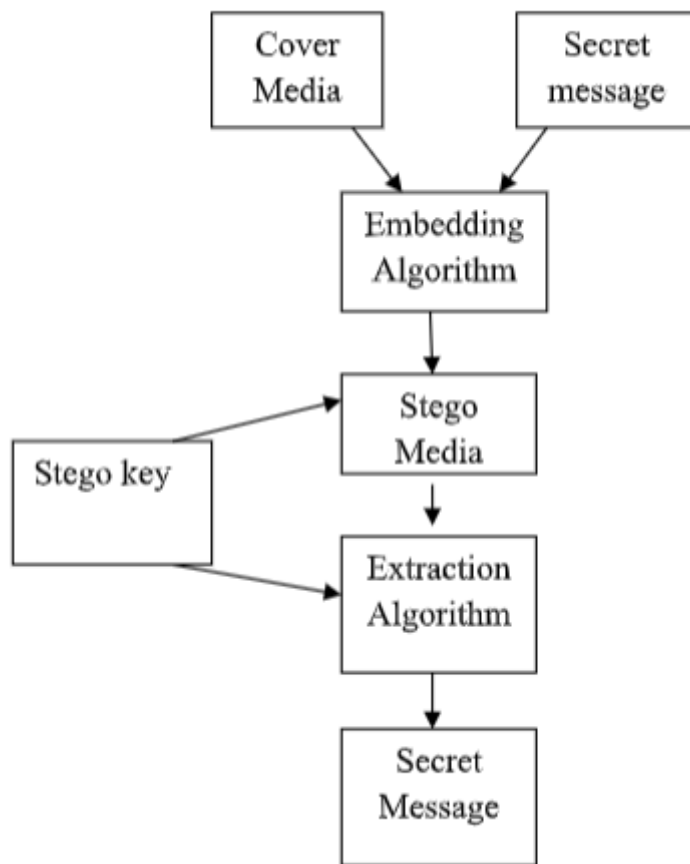 Cover
Media
Secret
message
Embedding
Algorithm
Stego
Media
Stego key
Extraction
Algorithm
Secret
Message